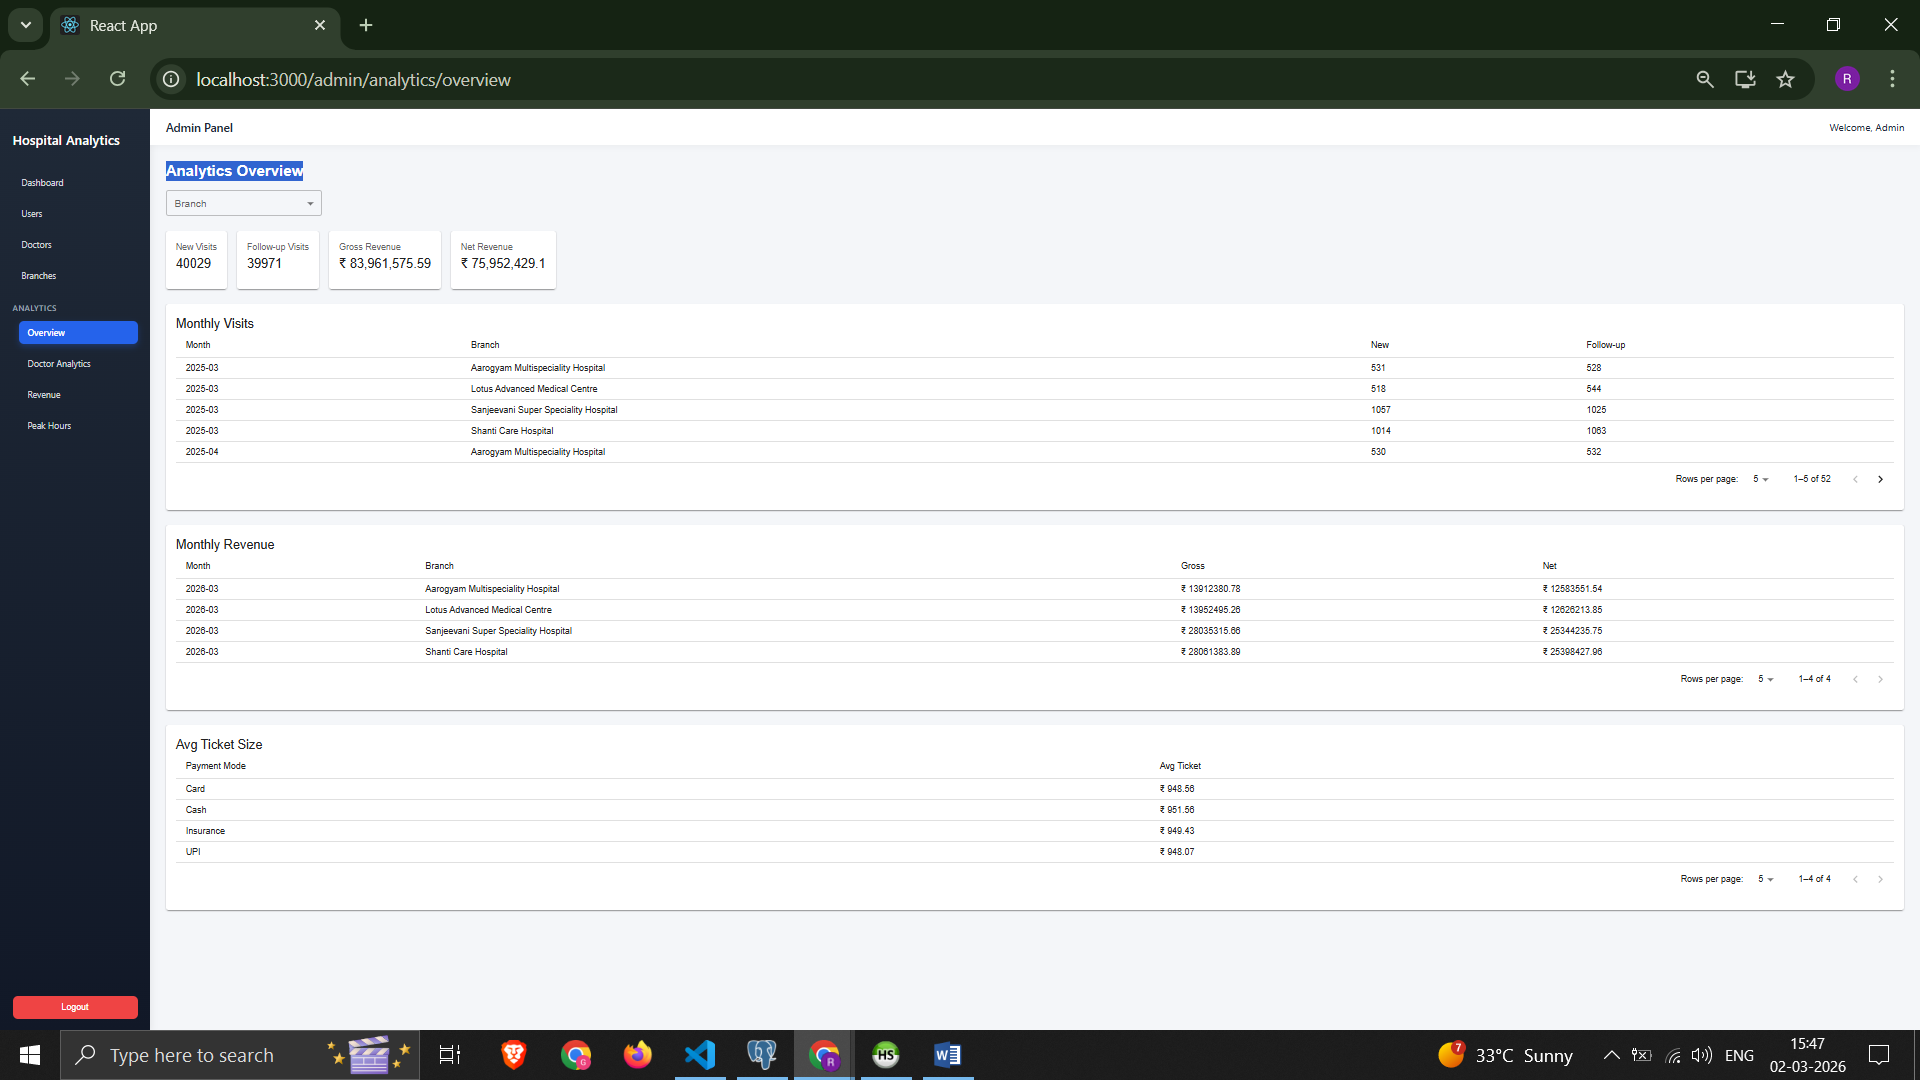 React App
localhost:3000/admin/analytics/overview
R
Hospital Analytics
Dashboard
Users
Doctors
Branches
ANALYTICS
Overview
Doctor Analytics
Revenue
Peak Hours
Logout
Admin Panel
Welcome, Admin
Analytics Overview
Branch
New Visits
40029
Follow-up Visits
39971
Gross Revenue
₹ 83,961,575.59
Net Revenue
₹ 75,952,429.1
Monthly Visits
Month Branch New Follow-up
2025-03 Aarogyam Multispeciality Hospital 531 528
2025-03 Lotus Advanced Medical Centre 518 544
2025-03 Sanjeevani Super Speciality Hospital 1057 1025
2025-03 Shanti Care Hospital 1014 1063
2025-04 Aarogyam Multispeciality Hospital 530 532
Rows per page: 5 1–5 of 52
Monthly Revenue
Month Branch Gross Net
2026-03 Aarogyam Multispeciality Hospital ₹ 13912380.78 ₹ 12583551.54
2026-03 Lotus Advanced Medical Centre ₹ 13952495.26 ₹ 12626213.85
2026-03 Sanjeevani Super Speciality Hospital ₹ 28035315.66 ₹ 25344235.75
2026-03 Shanti Care Hospital ₹ 28061383.89 ₹ 25398427.96
Rows per page: 5 1–4 of 4
Avg Ticket Size
Payment Mode Avg Ticket
Card ₹ 948.56
Cash ₹ 951.56
Insurance ₹ 949.43
UPI ₹ 948.07
Rows per page: 5 1–4 of 4
Type here to search
G
R
HS
7
33°C Sunny
ENG
15:47
02-03-2026